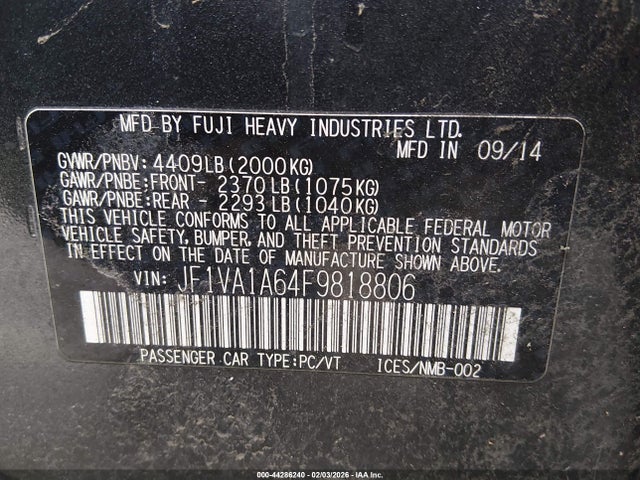 MFD BY FUJI HEAVY INDUSTRIES LTD.
MFD IN 09/14
GVWR/PNBV: 4409LB(2000KG)
GAWR/PNBE:FRONT- 2370LB(1075KG)
GAWR/PNBE:REAR - 2293LB(1040KG)
THIS VEHICLE CONFORMS TO ALL APPLICABLE FEDERAL MOTOR
VEHICLE SAFETY, BUMPER, AND THEFT PREVENTION STANDARDS
IN EFFECT ON THE DATE OF MANUFACTURE SHOWN ABOVE.
VIN: JF1VA1A64F9818806
PASSENGER CAR TYPE:PC/VT ICES/NMB-002
000-44286240 - 02/03/2026 - IAA Inc.